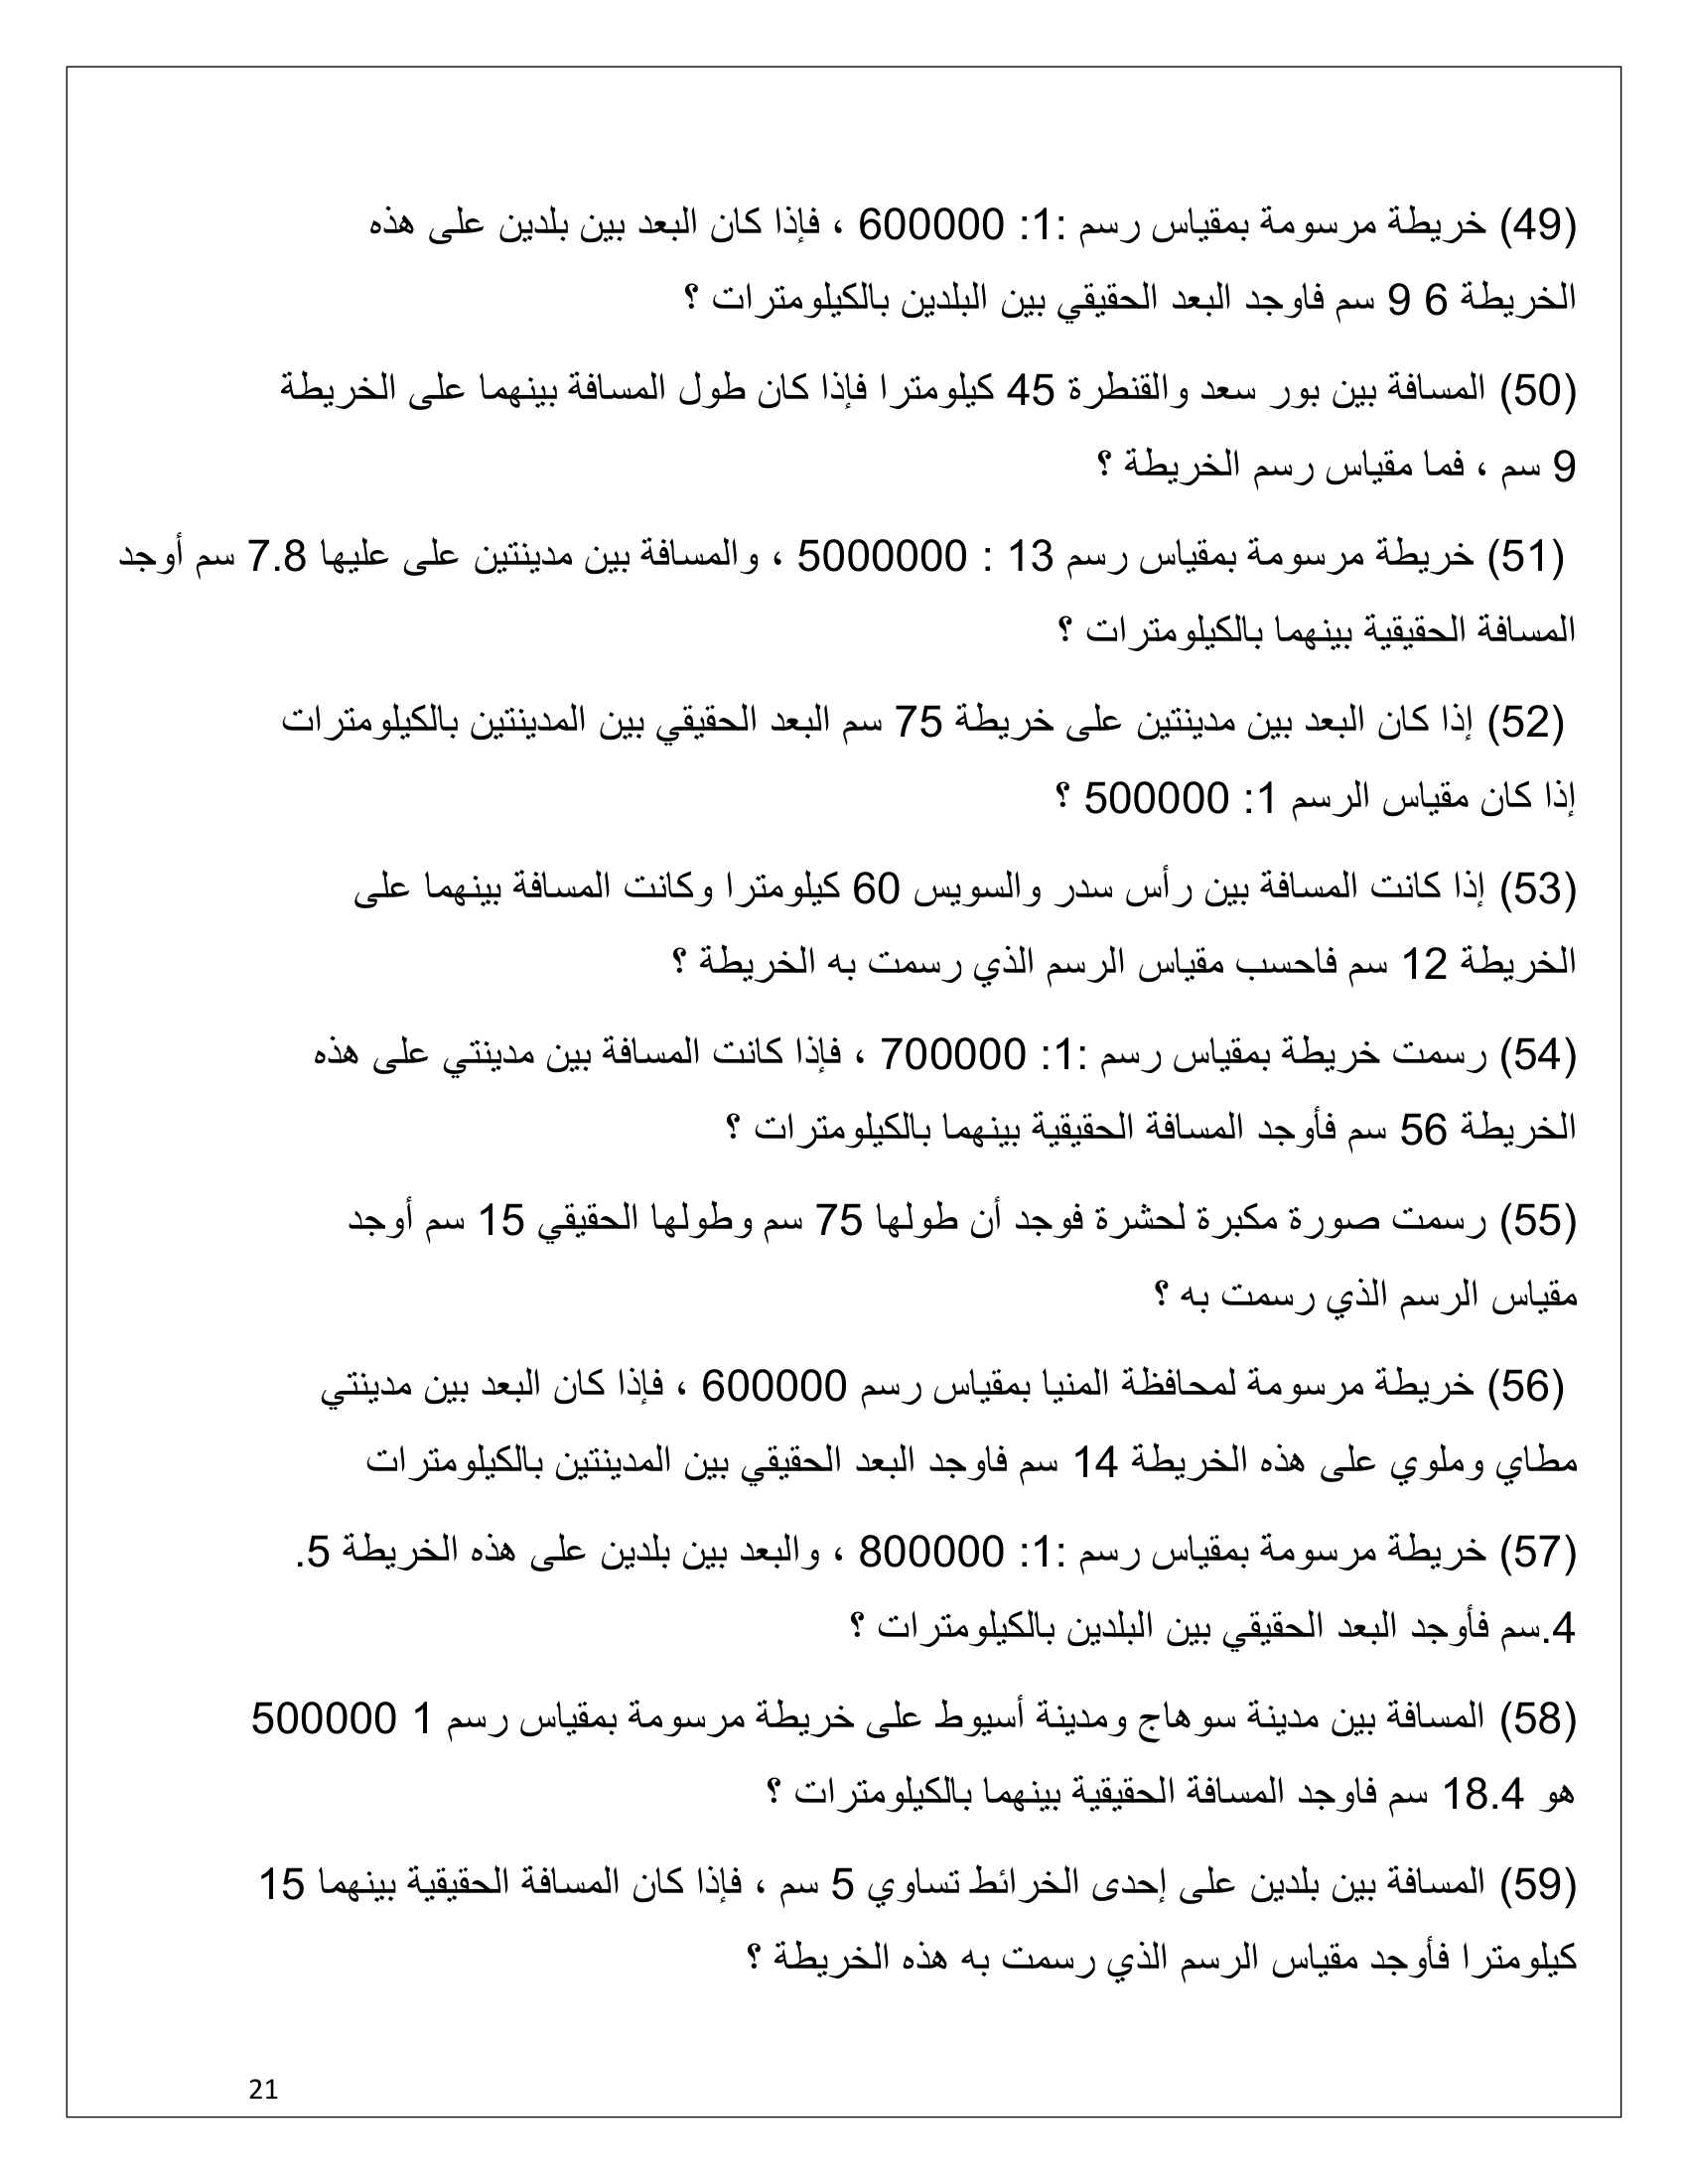 (49) خريطة مرسومة بمقياس رسم :1: 600000 ، فإذا كان البعد بين بلدين على هذه
الخريطة 6 9 سم فاوجد البعد الحقيقي بين البلدين بالكيلومترات ؟
(50) المسافة بين بور سعد والقنطرة 45 كيلومترا فإذا كان طول المسافة بينهما على الخريطة
9 سم ، فما مقياس رسم الخريطة ؟
(51) خريطة مرسومة بمقياس رسم 13 : 5000000 ، والمسافة بين مدينتين على عليها 7.8 سم أوجد
المسافة الحقيقية بينهما بالكيلومترات ؟
(52) إذا كان البعد بين مدينتين على خريطة 75 سم البعد الحقيقي بين المدينتين بالكيلومترات
إذا كان مقياس الرسم 1: 500000 ؟
(53) إذا كانت المسافة بين رأس سدر والسويس 60 كيلومترا وكانت المسافة بينهما على
الخريطة 12 سم فاحسب مقياس الرسم الذي رسمت به الخريطة ؟
(54) رسمت خريطة بمقياس رسم :1: 700000 ، فإذا كانت المسافة بين مدينتي على هذه
الخريطة 56 سم فأوجد المسافة الحقيقية بينهما بالكيلومترات ؟
(55) رسمت صورة مكبرة لحشرة فوجد أن طولها 75 سم وطولها الحقيقي 15 سم أوجد
مقياس الرسم الذي رسمت به ؟
(56) خريطة مرسومة لمحافظة المنيا بمقياس رسم 600000 ، فإذا كان البعد بين مدينتي
مطاي وملوي على هذه الخريطة 14 سم فاوجد البعد الحقيقي بين المدينتين بالكيلومترات
(57) خريطة مرسومة بمقياس رسم :1: 800000 ، والبعد بين بلدين على هذه الخريطة 5.
4.سم فأوجد البعد الحقيقي بين البلدين بالكيلومترات ؟
(58) المسافة بين مدينة سوهاج ومدينة أسيوط على خريطة مرسومة بمقياس رسم 1 500000
هو 18.4 سم فاوجد المسافة الحقيقية بينهما بالكيلومترات ؟
(59) المسافة بين بلدين على إحدى الخرائط تساوي 5 سم ، فإذا كان المسافة الحقيقية بينهما 15
كيلومترا فأوجد مقياس الرسم الذي رسمت به هذه الخريطة ؟
21